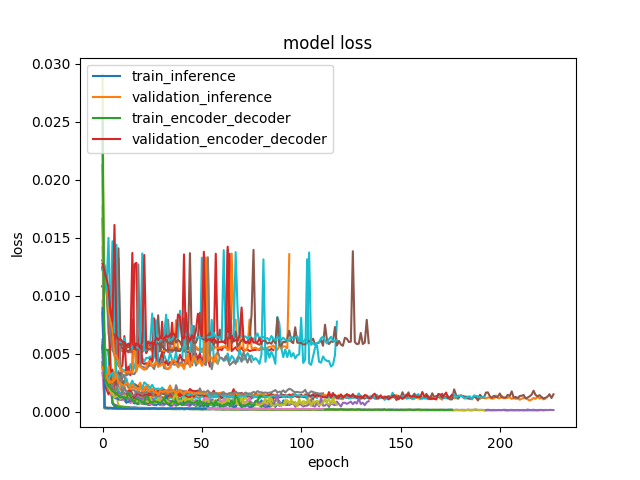 model loss
0.030
0.025
0.020
0.015
0.010
0.005
0.000
loss
train_inference
validation_inference
train_encoder_decoder
validation_encoder_decoder
0 50 100 150 200
epoch